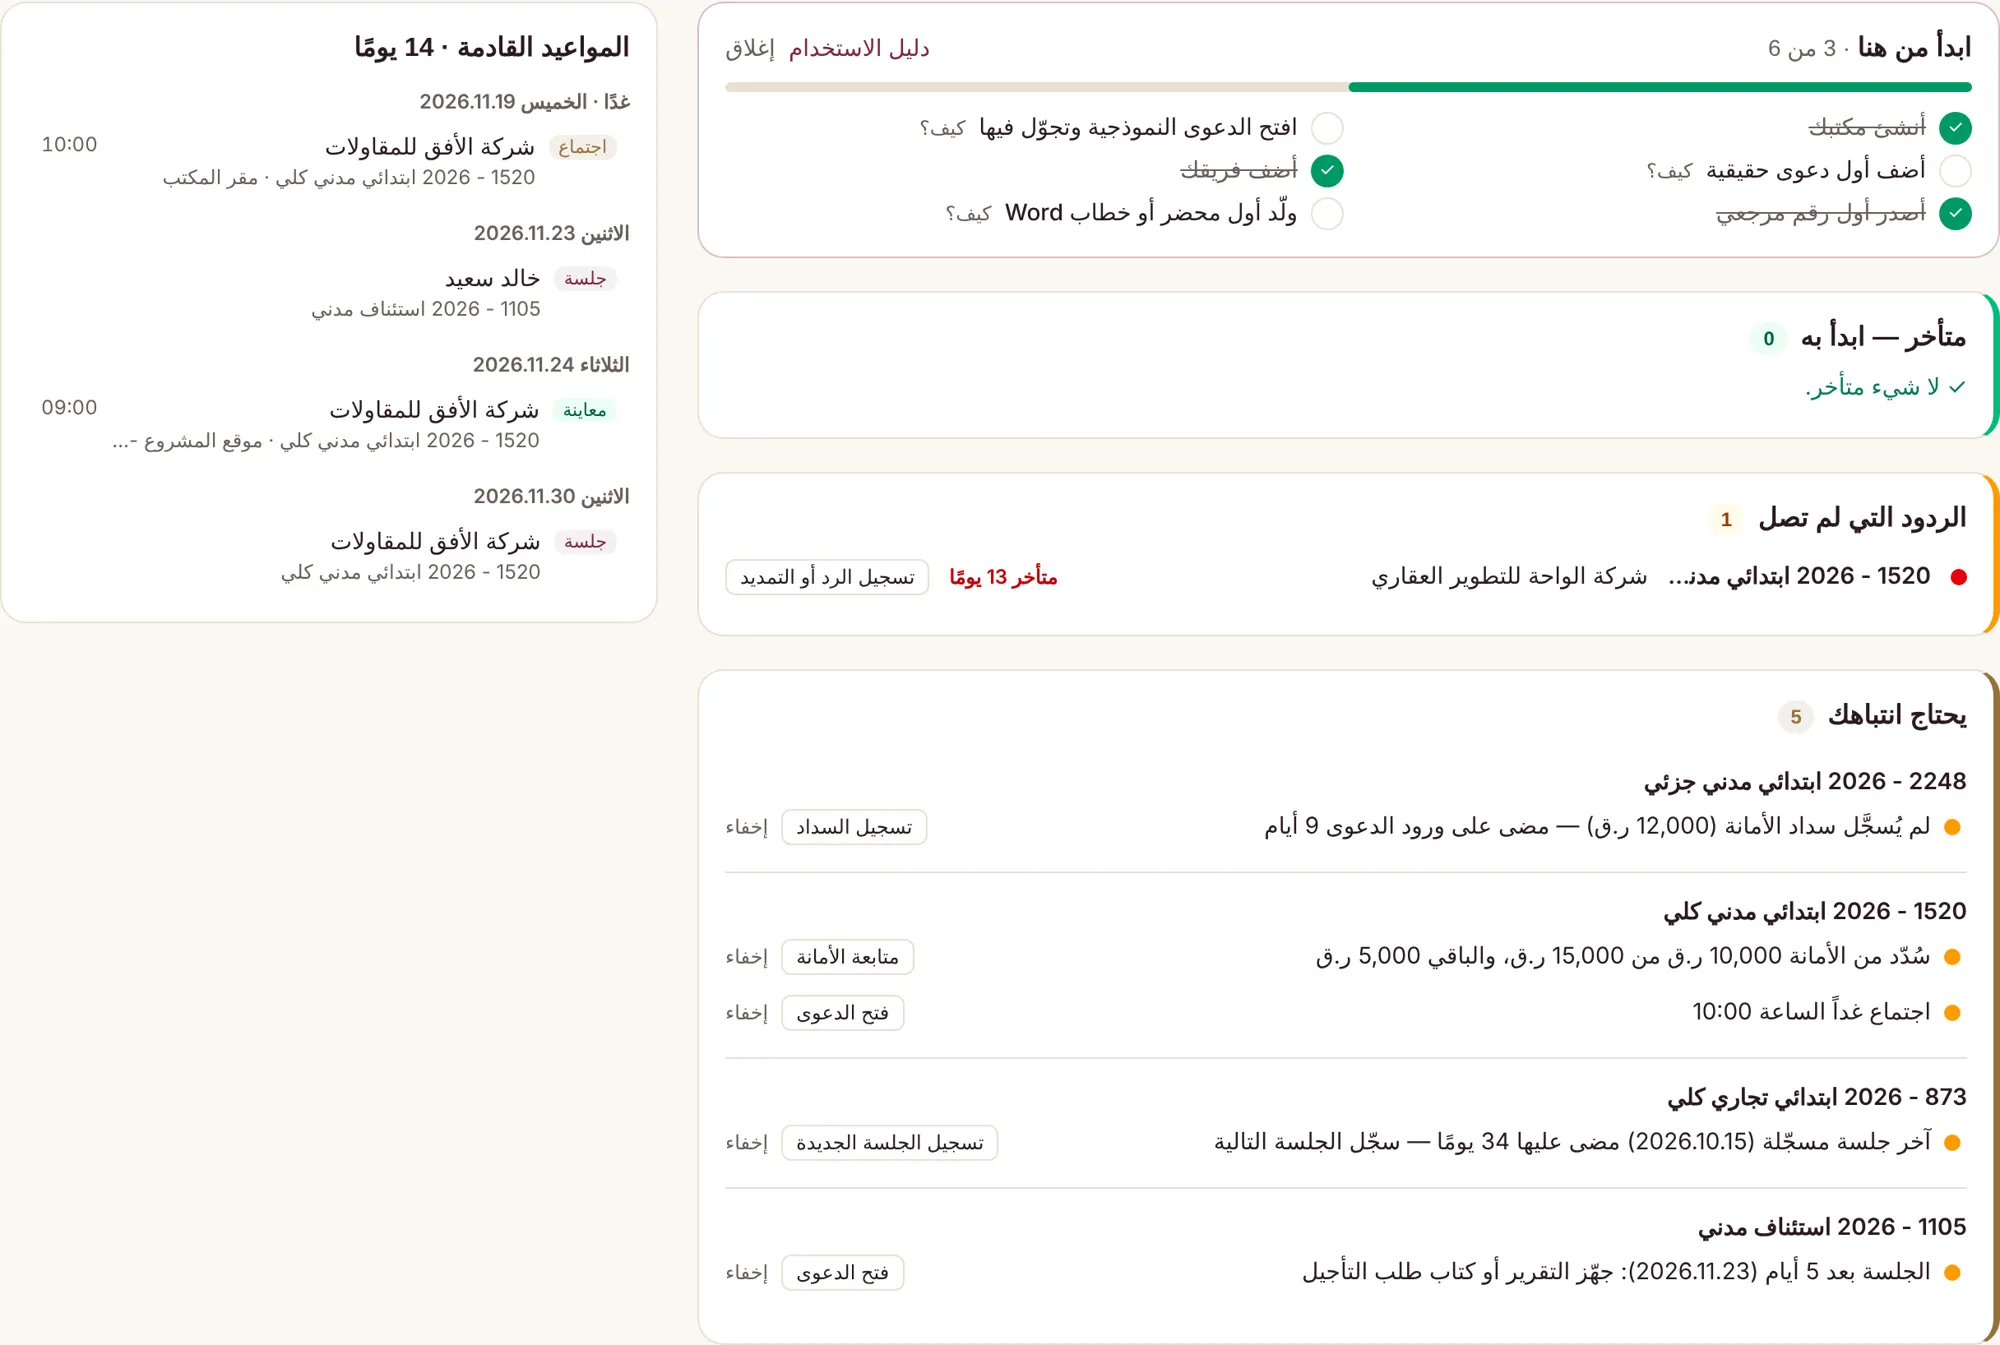 ابدأ من هنا · 3 من 6
دليل الاستخدام إغلاق
أنشئ مكتبك
افتح الدعوى النموذجية وتجوّل فيها كيف؟
أضف أول دعوى حقيقية كيف؟
أضف فريقك
أصدر أول رقم مرجعي
ولّد أول محضر أو خطاب Word كيف؟
متأخر — ابدأ به 0
✓ لا شيء متأخر.
الردود التي لم تصل 1
1520 - 2026 ابتدائي مدنـ... شركة الواحة للتطوير العقاري متأخر 13 يومًا تسجيل الرد أو التمديد
يحتاج انتباهك 5
2248 - 2026 ابتدائي مدني جزئي
لم يُسجَّل سداد الأمانة (12,000 ر.ق) — مضى على ورود الدعوى 9 أيام تسجيل السداد إخفاء
1520 - 2026 ابتدائي مدني كلي
سُدّد من الأمانة 10,000 ر.ق من 15,000 ر.ق، والباقي 5,000 ر.ق متابعة الأمانة إخفاء
اجتماع غداً الساعة 10:00 فتح الدعوى إخفاء
873 - 2026 ابتدائي تجاري كلي
آخر جلسة مسجّلة (2026.10.15) مضى عليها 34 يومًا — سجّل الجلسة التالية تسجيل الجلسة الجديدة إخفاء
1105 - 2026 استئناف مدني
الجلسة بعد 5 أيام (2026.11.23): جهّز التقرير أو كتاب طلب التأجيل فتح الدعوى إخفاء
المواعيد القادمة · 14 يومًا
غدًا · الخميس 2026.11.19
اجتماع شركة الأفق للمقاولات 10:00
1520 - 2026 ابتدائي مدني كلي · مقر المكتب
الاثنين 2026.11.23
جلسة خالد سعيد
1105 - 2026 استئناف مدني
الثلاثاء 2026.11.24
معاينة شركة الأفق للمقاولات 09:00
1520 - 2026 ابتدائي مدني كلي · موقع المشروع -...
الاثنين 2026.11.30
جلسة شركة الأفق للمقاولات
1520 - 2026 ابتدائي مدني كلي